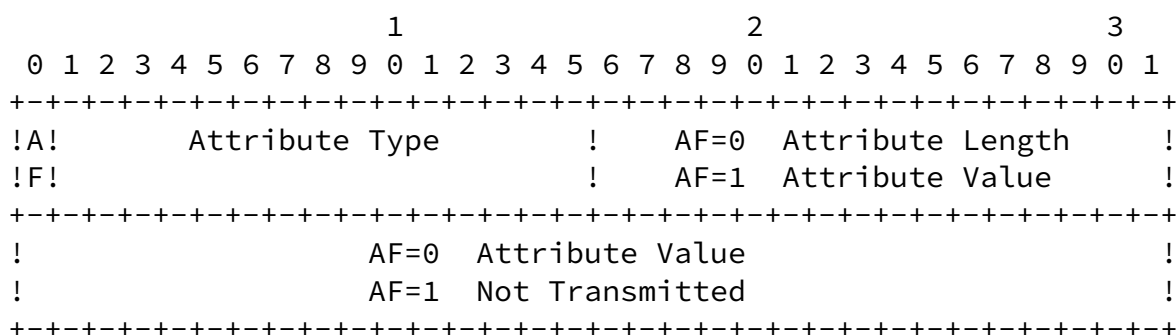 1                   2                   3
 0 1 2 3 4 5 6 7 8 9 0 1 2 3 4 5 6 7 8 9 0 1 2 3 4 5 6 7 8 9 0 1
+-+-+-+-+-+-+-+-+-+-+-+-+-+-+-+-+-+-+-+-+-+-+-+-+-+-+-+-+-+-+-+-+
!A!       Attribute Type        !    AF=0  Attribute Length     !
!F!                             !    AF=1  Attribute Value      !
+-+-+-+-+-+-+-+-+-+-+-+-+-+-+-+-+-+-+-+-+-+-+-+-+-+-+-+-+-+-+-+-+
!                   AF=0  Attribute Value                       !
!                   AF=1  Not Transmitted                       !
+-+-+-+-+-+-+-+-+-+-+-+-+-+-+-+-+-+-+-+-+-+-+-+-+-+-+-+-+-+-+-+-+